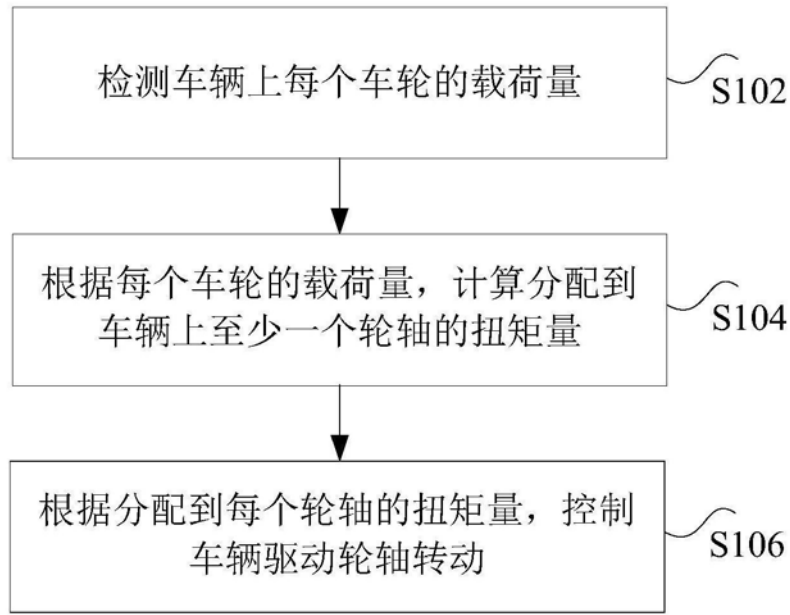 检测车辆上每个车轮的载荷量
S102
根据每个车轮的载荷量，计算分配到
车辆上至少一个轮轴的扭矩量
S104
根据分配到每个轮轴的扭矩量，控制
车辆驱动轮轴转动
S106